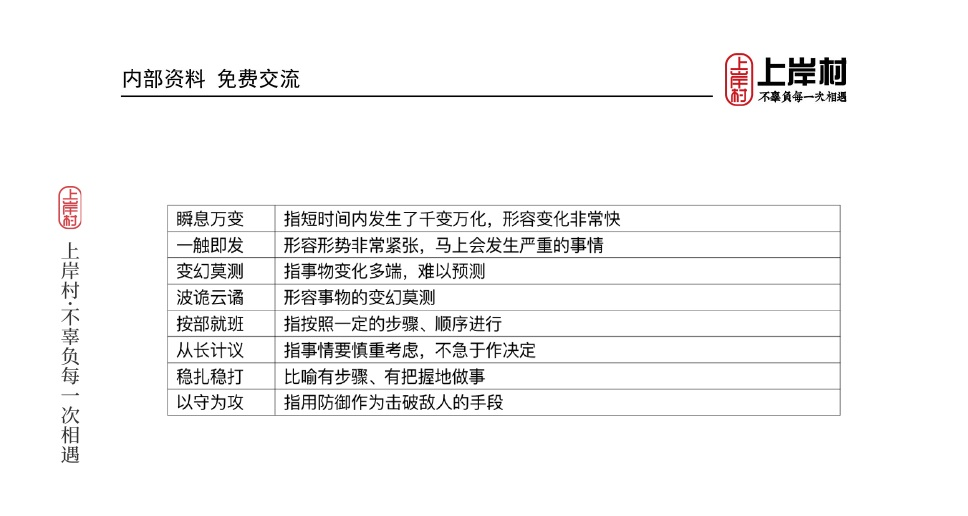 内部资料 免费交流
上岸村
上岸村
不辜负每一次相遇
上岸村
上岸村·不辜负每一次相遇
瞬息万变 指短时间内发生了千变万化，形容变化非常快
一触即发 形容形势非常紧张，马上会发生严重的事情
变幻莫测 指事物变化多端，难以预测
波诡云谲 形容事物的变幻莫测
按部就班 指按照一定的步骤、顺序进行
从长计议 指事情要慎重考虑，不急于作决定
稳扎稳打 比喻有步骤、有把握地做事
以守为攻 指用防御作为击破敌人的手段